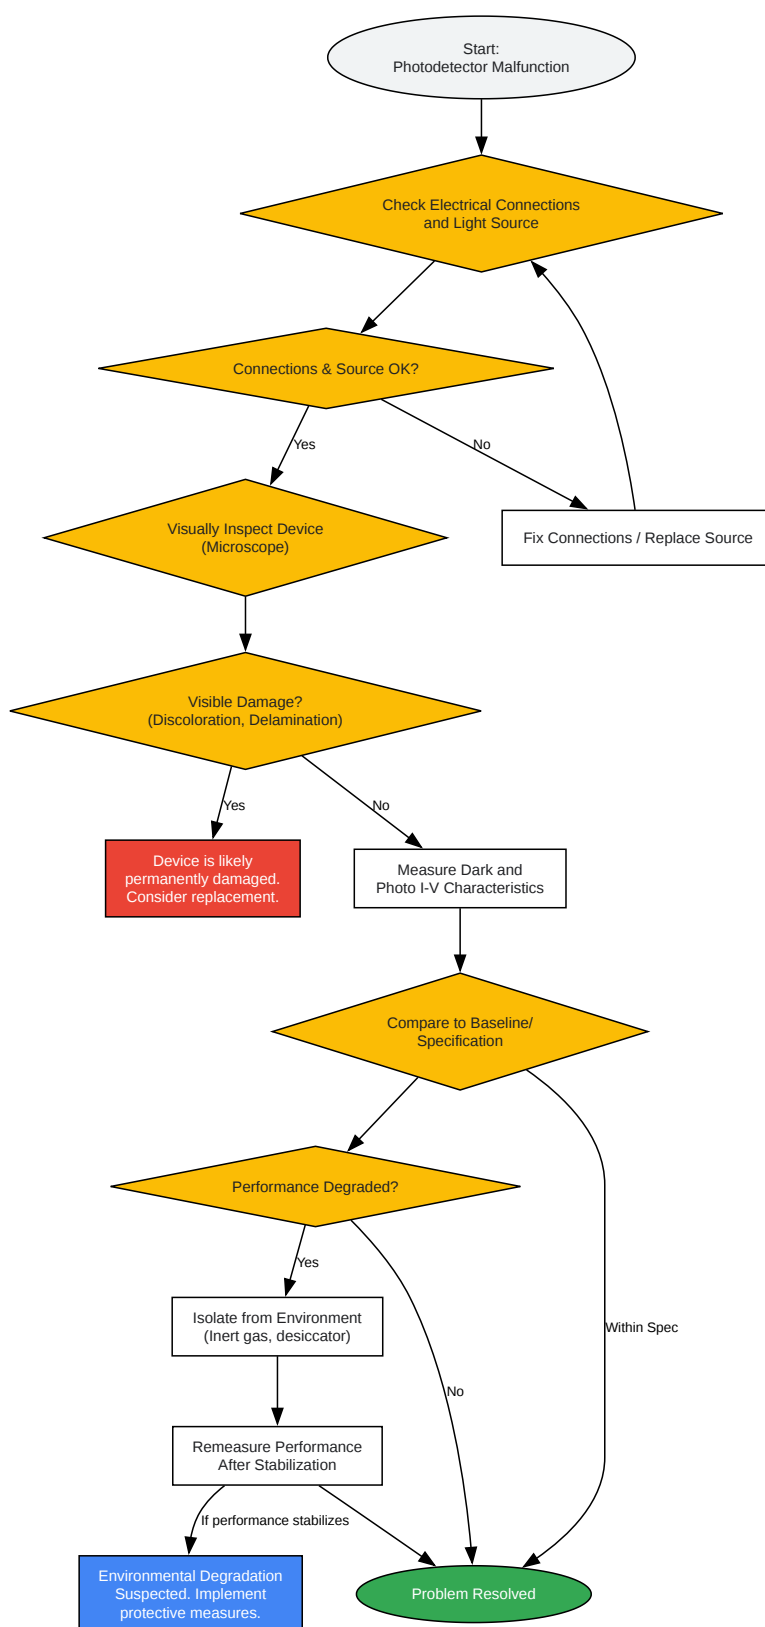 Start:
Photodetector Malfunction
Check Electrical Connections
and Light Source
Connections & Source OK?
Yes
No
Visually Inspect Device
(Microscope)
Fix Connections / Replace Source
Visible Damage?
(Discoloration, Delamination)
Yes
No
Device is likely
permanently damaged.
Consider replacement.
Measure Dark and
Photo I-V Characteristics
Compare to Baseline/
Specification
Performance Degraded?
Yes
Isolate from Environment
(Inert gas, desiccator)
Within Spec
No
Remeasure Performance
After Stabilization
If performance stabilizes
Environmental Degradation
Suspected. Implement
protective measures.
Problem Resolved